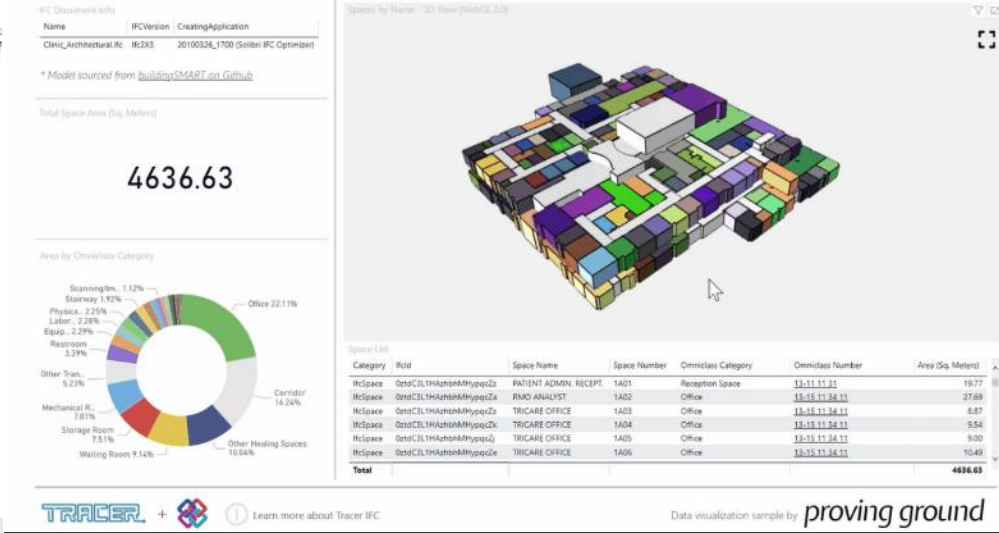 IFC Document Info
Name IFCVersion CreatingApplication
Clinic_Architectural.ifc Ifc2X3 20100326_1700 (Solibri IFC Optimizer)
* Model sourced from buildingSMART on Github
Total Space Area (Sq. Meters)
4636.63
Area by Omniclass Category
Scanning/Im... 1.12%
Stairway 1.92%
Physica... 2.25%
Labor... 2.28%
Equip... 2.29%
Restroom
3.39%
Other Tran...
5.23%
Mechanical R...
7.01%
Storage Room
7.51%
Waiting Room 9.14%
Office 22.11%
Corridor
16.24%
Other Healing Spaces
10.04%
Spaces by Name - 3D View (WebGL 2.0)
Space List
Category IfcId Space Name Space Number Omniclass Category Omniclass Number Area (Sq. Meters)
IfcSpace PATIENT ADMIN. RECEPT. 1A01 Reception Space 13-11 11 31 19.77
IfcSpace RMO ANALYST 1A02 Office 13-15 11 34 11 27.69
IfcSpace TRICARE OFFICE 1A03 Office 13-15 11 34 11 8.87
IfcSpace TRICARE OFFICE 1A04 Office 13-15 11 34 11 9.54
IfcSpace TRICARE OFFICE 1A05 Office 13-15 11 34 11 9.00
IfcSpace TRICARE OFFICE 1A06 Office 13-15 11 34 11 10.49
Total 4636.63
TRACER + Learn more about Tracer IFC
Data visualization sample by proving ground